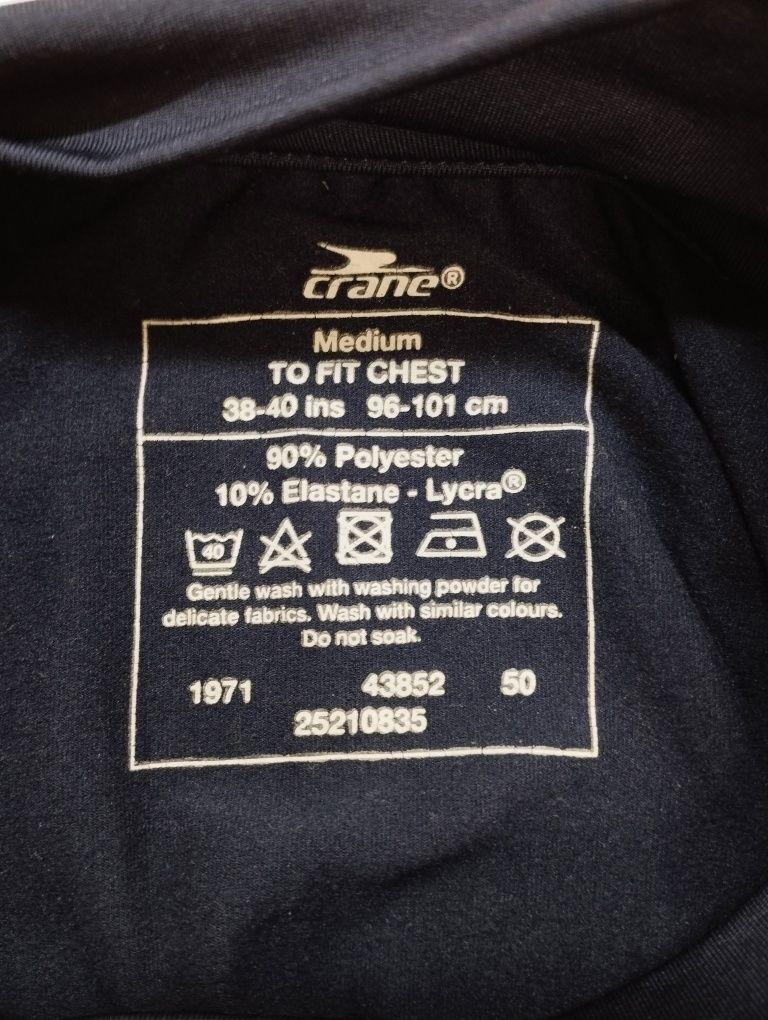 crane®
Medium
TO FIT CHEST
38-40 ins 96-101 cm
90% Polyester
10% Elastane - Lycra®
40
Gentle wash with washing powder for
delicate fabrics. Wash with similar colours.
Do not soak.
1971 43852 50
25210835